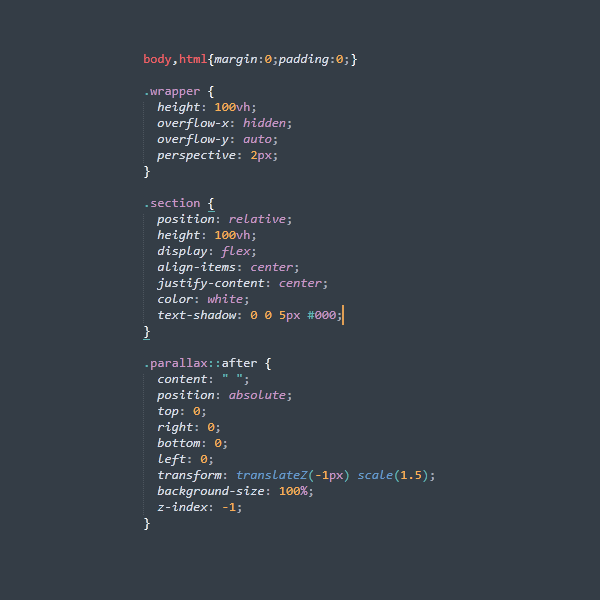 body,html{margin:0;padding:0;}

.wrapper {
  height: 100vh;
  overflow-x: hidden;
  overflow-y: auto;
  perspective: 2px;
}

.section {
  position: relative;
  height: 100vh;
  display: flex;
  align-items: center;
  justify-content: center;
  color: white;
  text-shadow: 0 0 5px #000;
}

.parallax::after {
  content: " ";
  position: absolute;
  top: 0;
  right: 0;
  bottom: 0;
  left: 0;
  transform: translateZ(-1px) scale(1.5);
  background-size: 100%;
  z-index: -1;
}